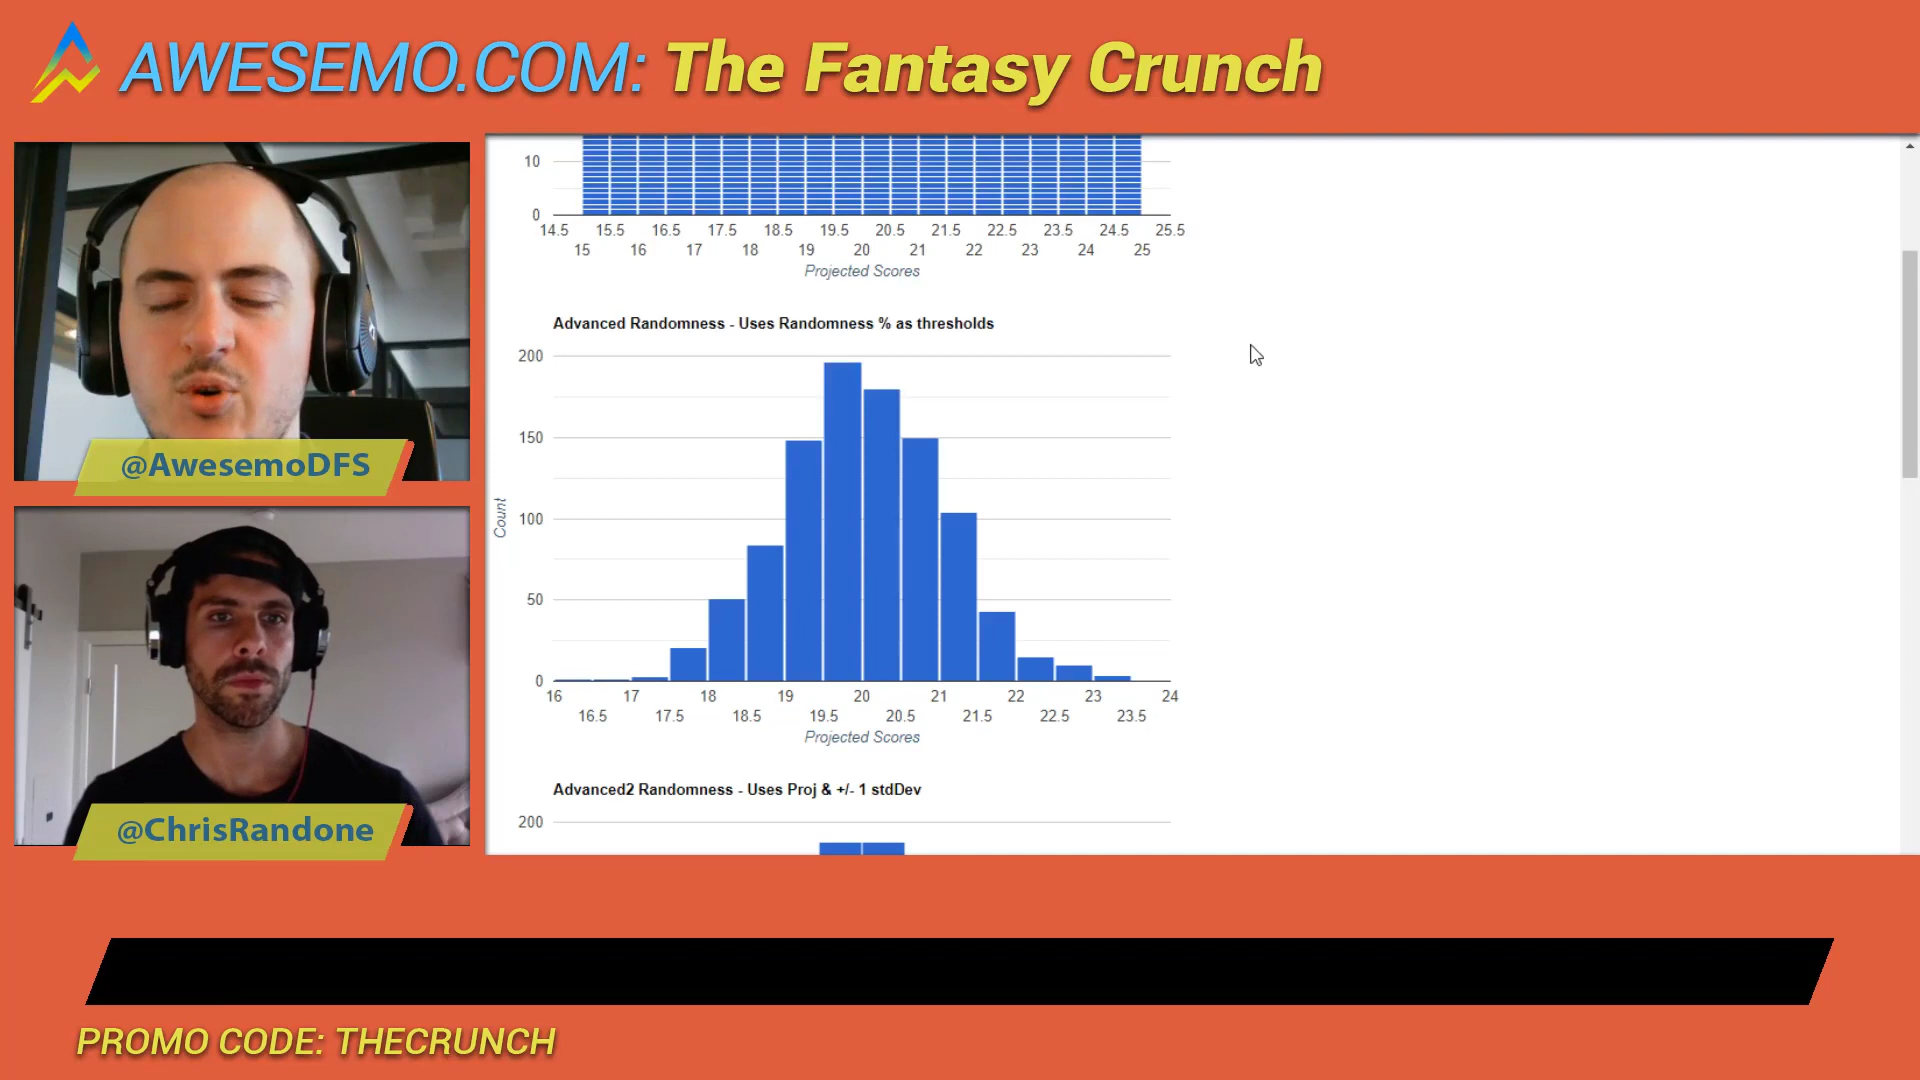 AWESEMO.COM: The Fantasy Crunch
@AwesemoDFS
@ChrisRandone
10
0
14.5 15.5 16.5 17.5 18.5 19.5 20.5 21.5 22.5 23.5 24.5 25.5
15 16 17 18 19 20 21 22 23 24 25
Projected Scores
Advanced Randomness - Uses Randomness % as thresholds
200
150
100
50
0
Count
16 17 18 19 20 21 22 23 24
16.5 17.5 18.5 19.5 20.5 21.5 22.5 23.5
Projected Scores
Advanced2 Randomness - Uses Proj & +/- 1 stdDev
200
PROMO CODE: THECRUNCH